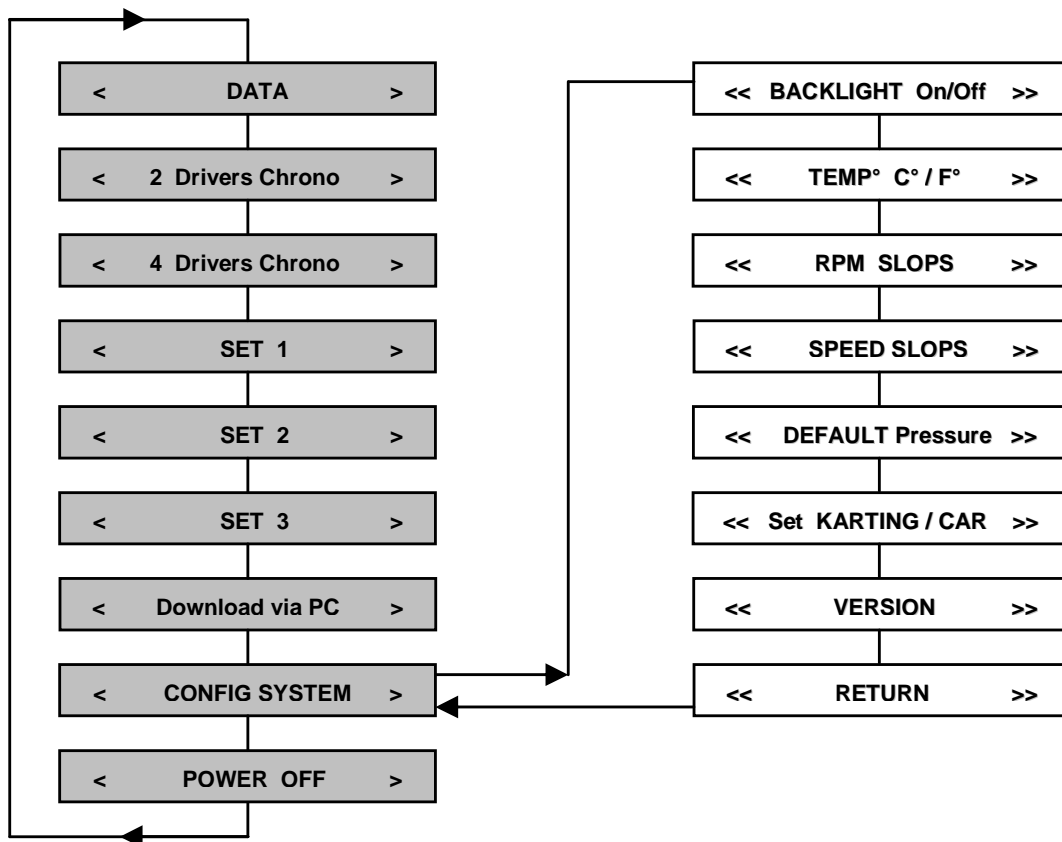 < DATA >
< 2 Drivers Chrono >
< 4 Drivers Chrono >
< SET 1 >
< SET 2 >
< SET 3 >
< Download via PC >
< CONFIG SYSTEM >
< POWER OFF >
<< BACKLIGHT On/Off >>
<< TEMP° C° / F° >>
<< RPM SLOPS >>
<< SPEED SLOPS >>
<< DEFAULT Pressure >>
<< Set KARTING / CAR >>
<< VERSION >>
<< RETURN >>